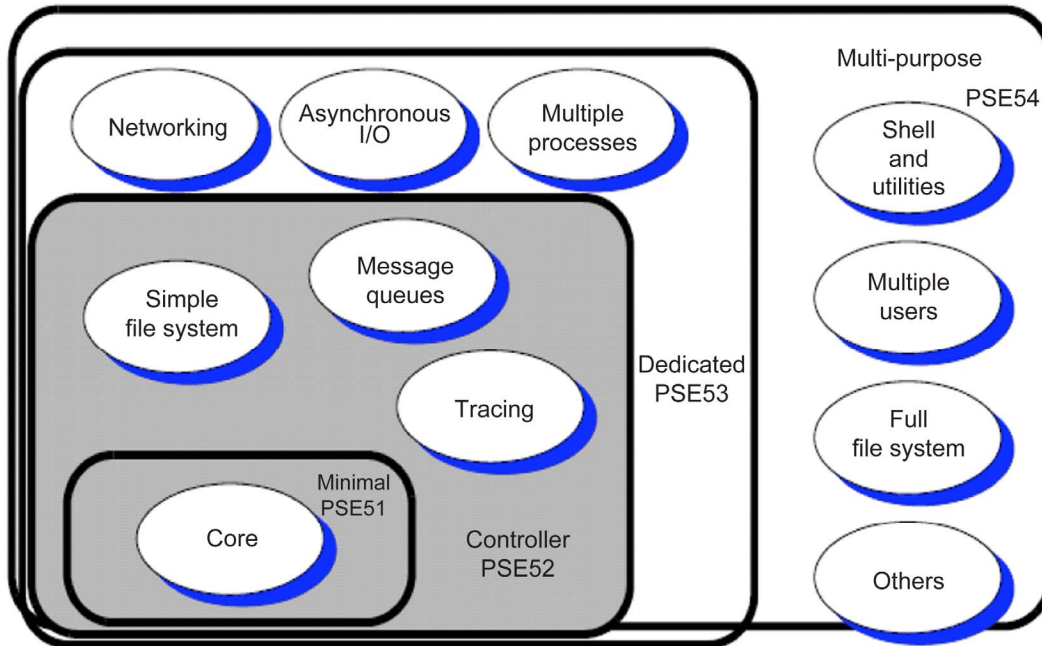 Multi-purpose
PSE54
Networking
Asynchronous
I/O
Multiple
processes
Shell
and
utilities
Message
queues
Simple
file system
Multiple
users
Dedicated
PSE53
Tracing
Full
file system
Minimal
PSE51
Core
Controller
PSE52
Others